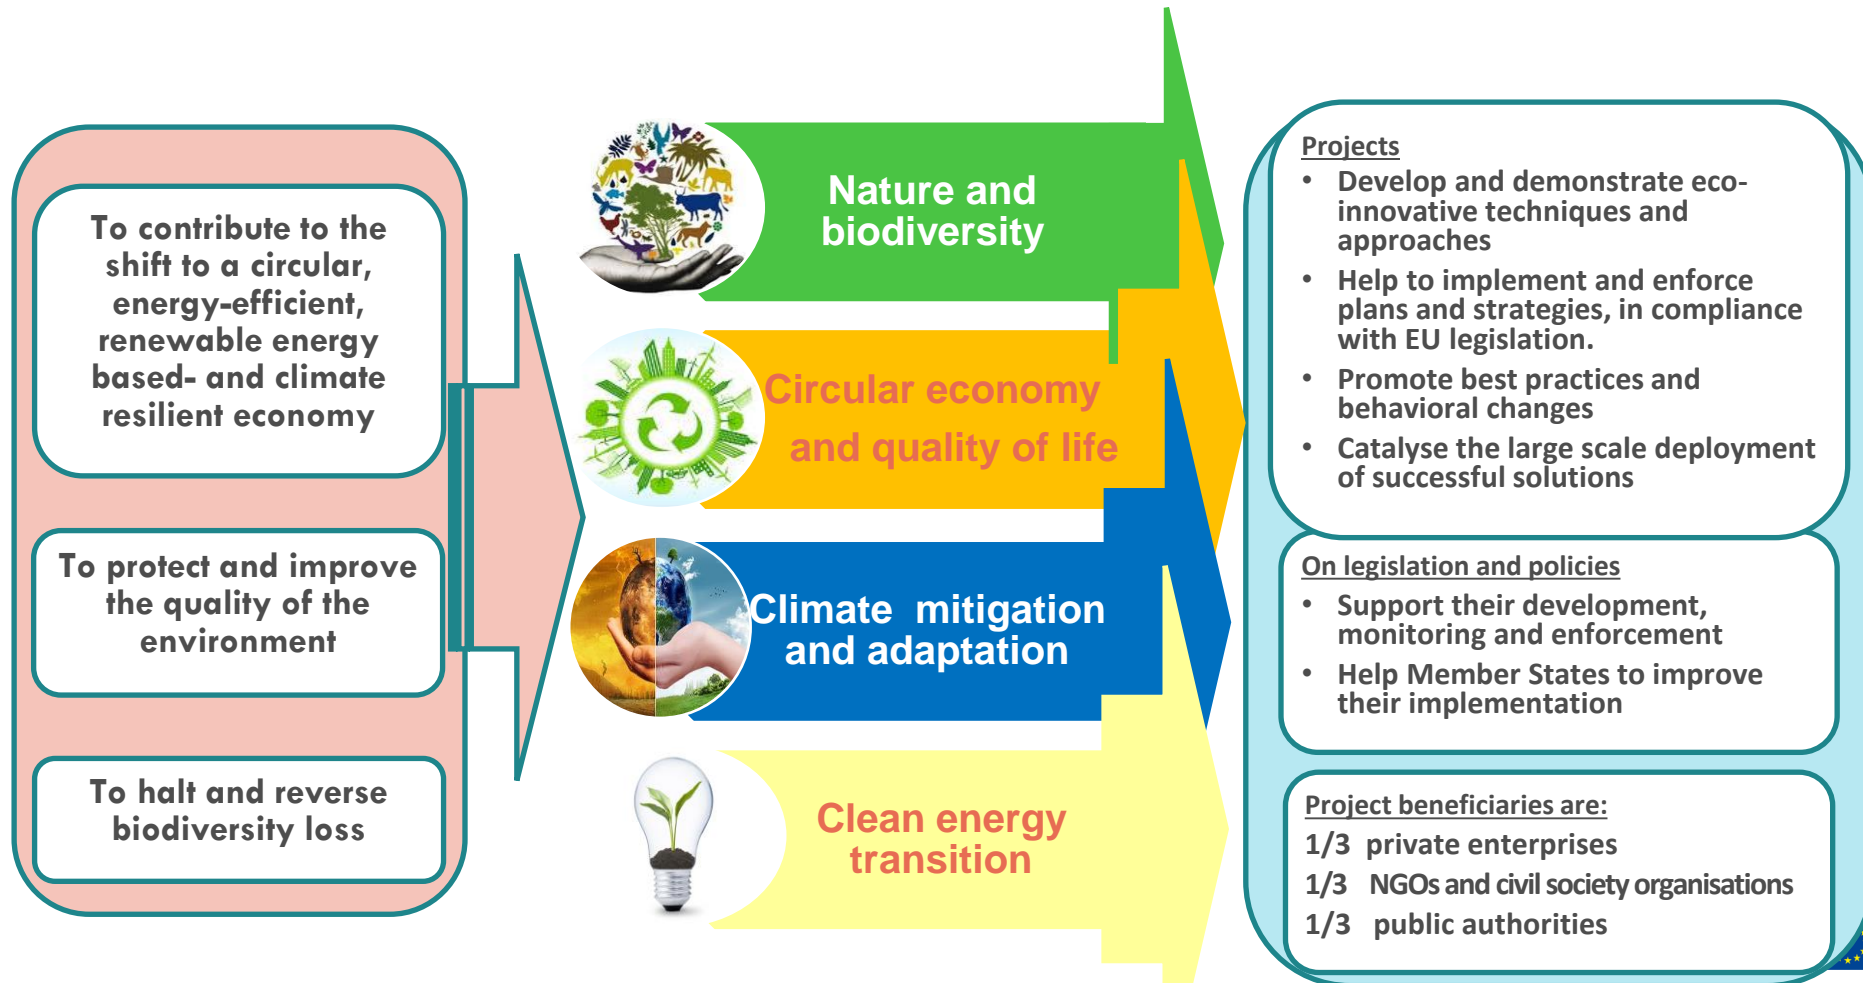 To contribute to the
shift to a circular,
energy-efficient,
renewable energy
based- and climate
resilient economy
To protect and improve
the quality of the
environment
To halt and reverse
biodiversity loss
Nature and
biodiversity
Circular economy
and quality of life
Climate  mitigation
and adaptation
Clean energy
transition
Projects
• Develop and demonstrate eco-
innovative techniques and
approaches
• Help to implement and enforce
plans and strategies, in compliance
with EU legislation.
• Promote best practices and
behavioral changes
• Catalyse the large scale deployment
of successful solutions
On legislation and policies
• Support their development,
monitoring and enforcement
• Help Member States to improve
their implementation
Project beneficiaries are:
1/3 private enterprises
1/3 NGOs and civil society organisations
1/3 public authorities